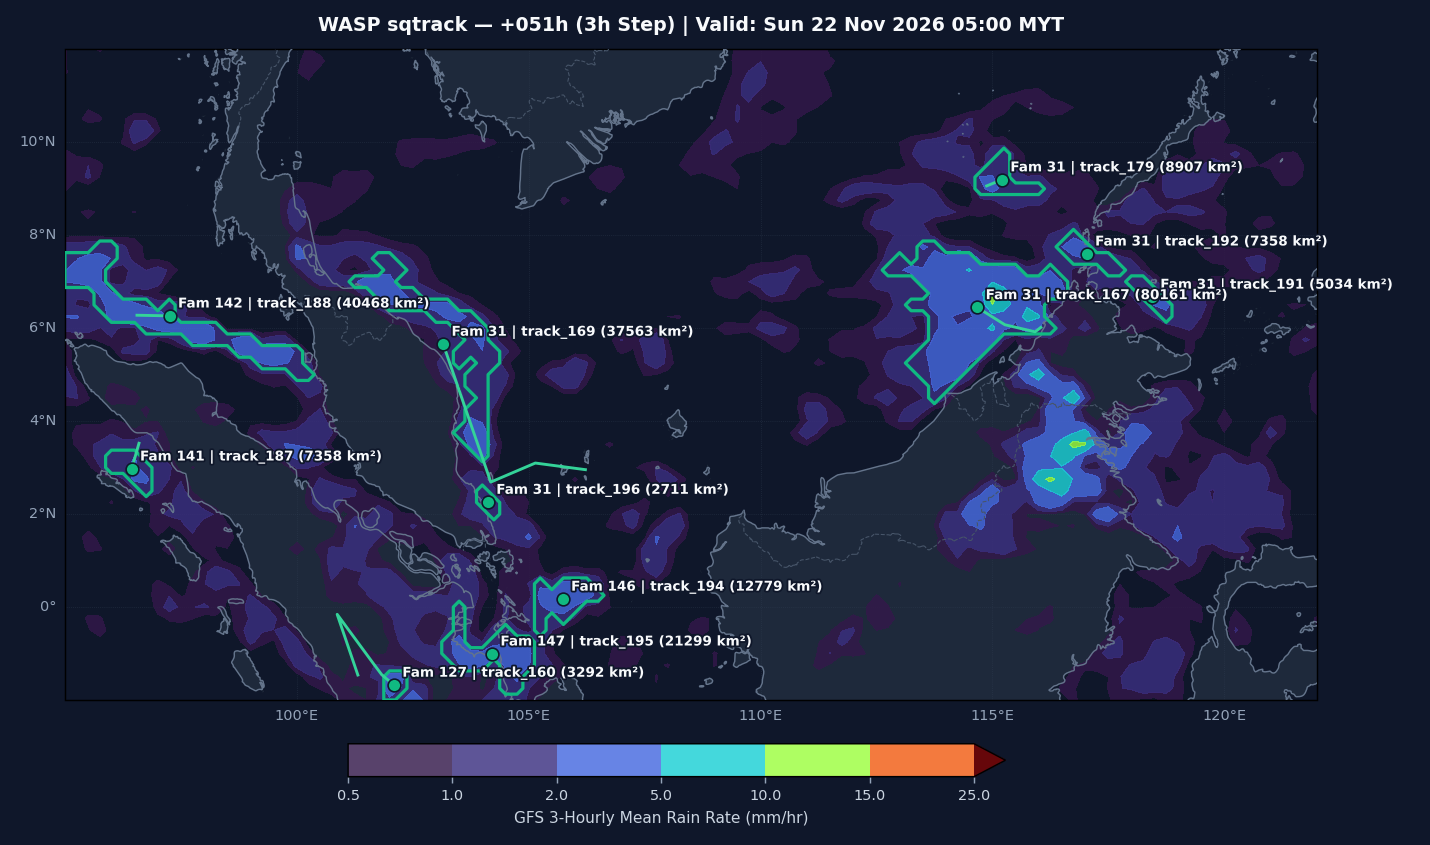 WASP sqtrack — +051h (3h Step) | Valid: Sun 22 Nov 2026 05:00 MYT
10°N
8°N
6°N
4°N
2°N
0°
Fam 31 | track_179 (8907 km²)
Fam 31 | track_192 (7358 km²)
Fam 31 | track_191 (5034 km²)
Fam 31 | track_167 (80161 km²)
Fam 142 | track_188 (40468 km²)
Fam 31 | track_169 (37563 km²)
Fam 141 | track_187 (7358 km²)
Fam 31 | track_196 (2711 km²)
Fam 146 | track_194 (12779 km²)
Fam 147 | track_195 (21299 km²)
Fam 127 | track_160 (3292 km²)
100°E 105°E 110°E 115°E 120°E
0.5 1.0 2.0 5.0 10.0 15.0 25.0
GFS 3-Hourly Mean Rain Rate (mm/hr)